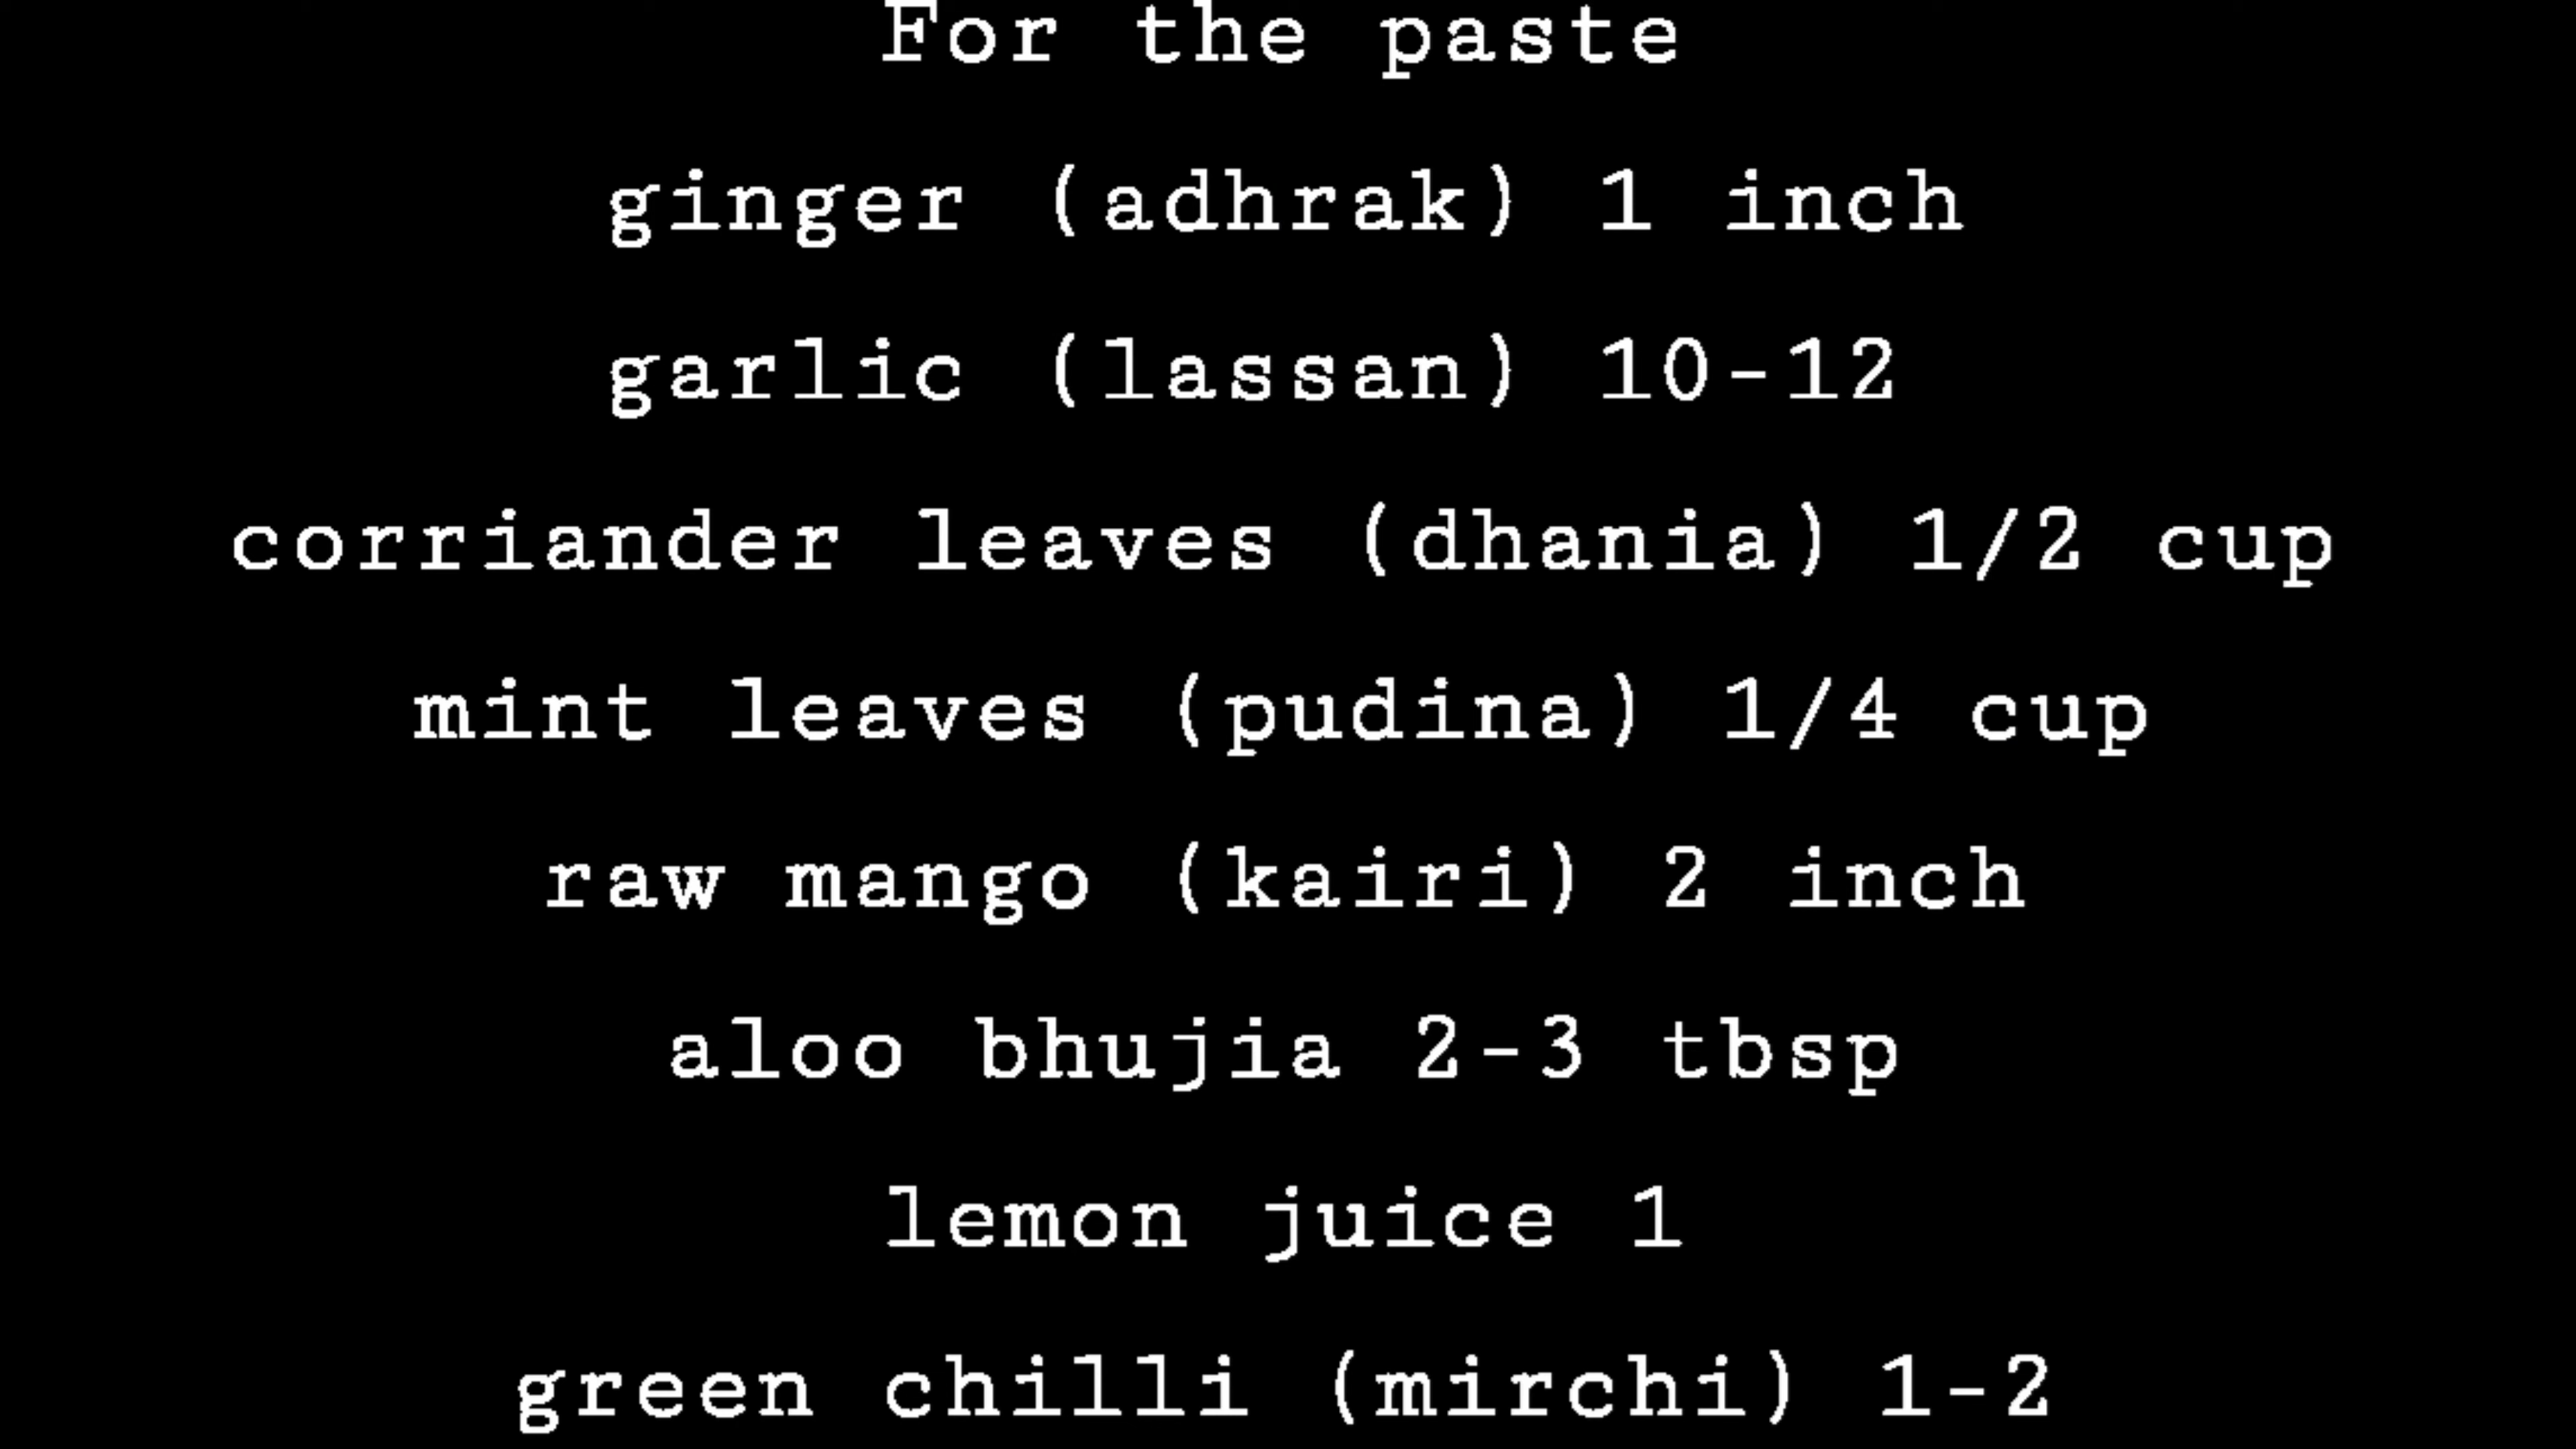 For the paste
ginger (adhrak) 1 inch
garlic (lassan) 10-12
corriander leaves (dhania) 1/2 cup
mint leaves (pudina) 1/4 cup
raw mango (kairi) 2 inch
aloo bhujia 2-3 tbsp
lemon juice 1
green chilli (mirchi) 1-2